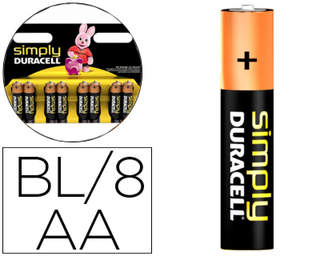 simply
DURACELL
BL/8
AA
+
simply
DURACELL